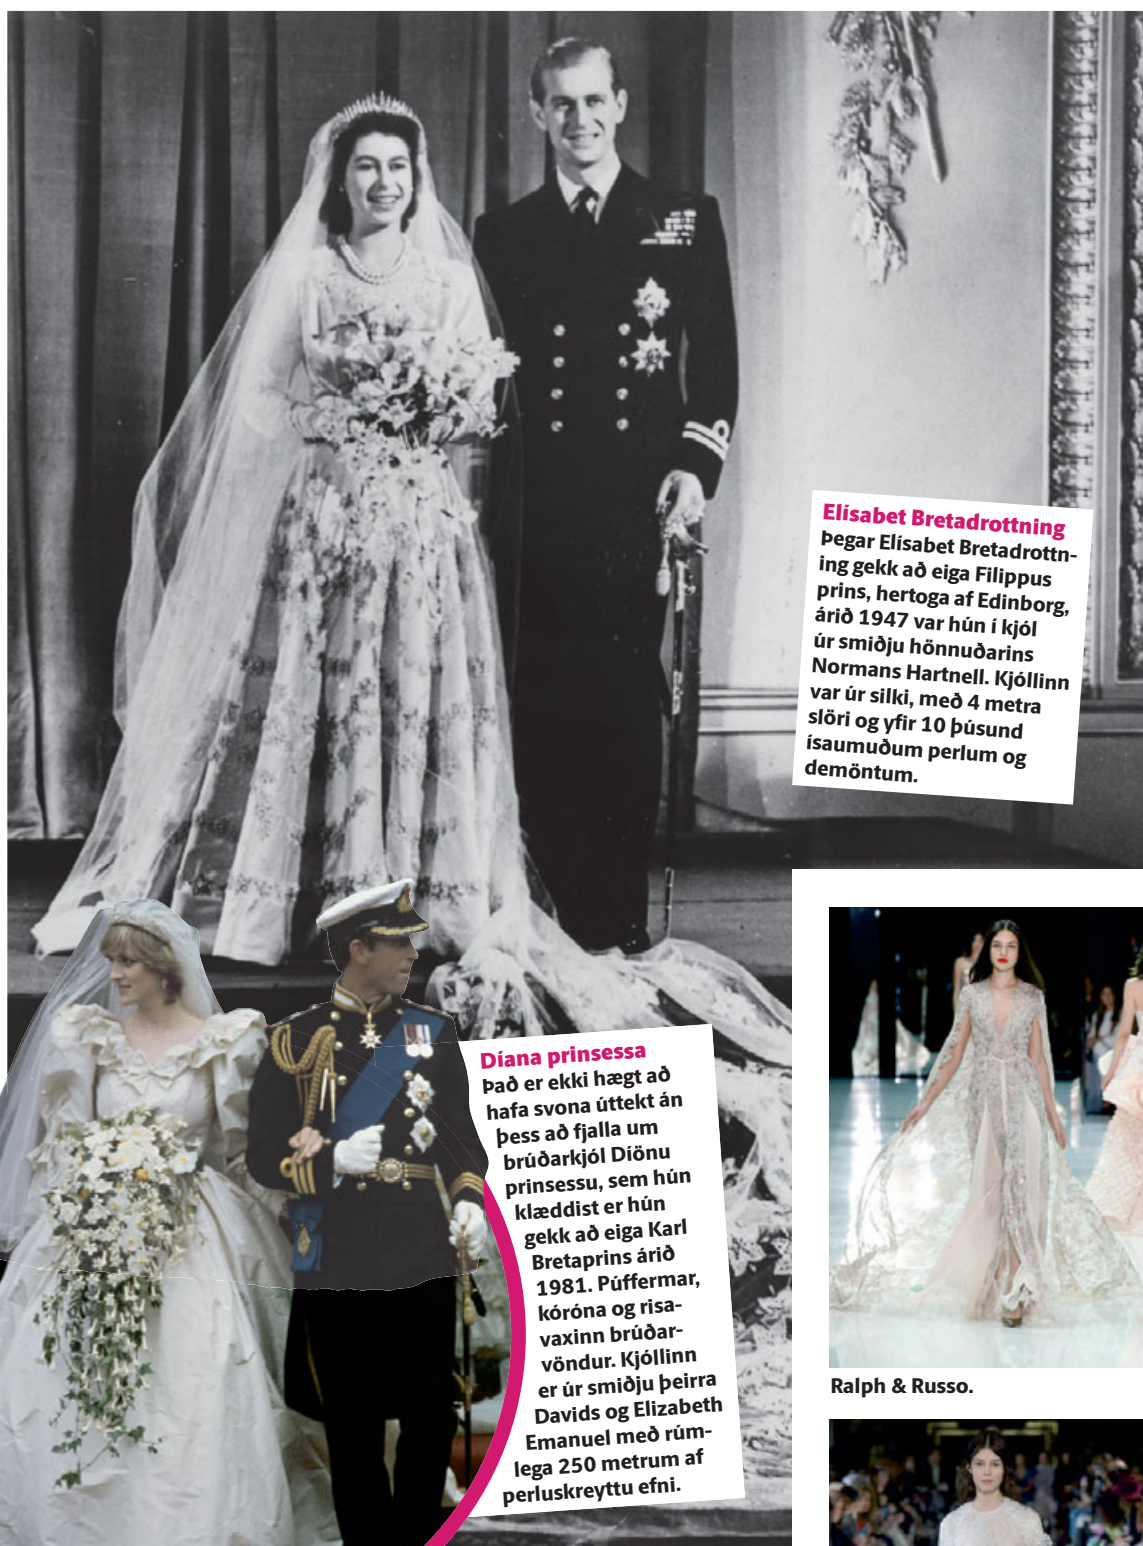 Elísabet Bretadrottning
Þegar Elísabet Bretadrottn-
ing gekk að eiga Filippus
prins, hertoga af Edinborg,
árið 1947 var hún í kjól
úr smiðju hönnuðarins
Normans Hartnell. Kjóllinn
var úr silki, með 4 metra
slöri og yfir 10 þúsund
ísaumuðum perlum og
demöntum.
Díana prinsessa
Það er ekki hægt að
hafa svona úttekt án
þess að fjalla um
brúðarkjól Díönu
prinsessu, sem hún
klæddist er hún
gekk að eiga Karl
Bretaprins árið
1981. Púffermar,
kóróna og risa-
vaxinn brúðar-
vöndur. Kjóllinn
er úr smiðju þeirra
Davids og Elizabeth
Emanuel með rúm-
lega 250 metrum af
perluskreyttu efni.
Ralph & Russo.